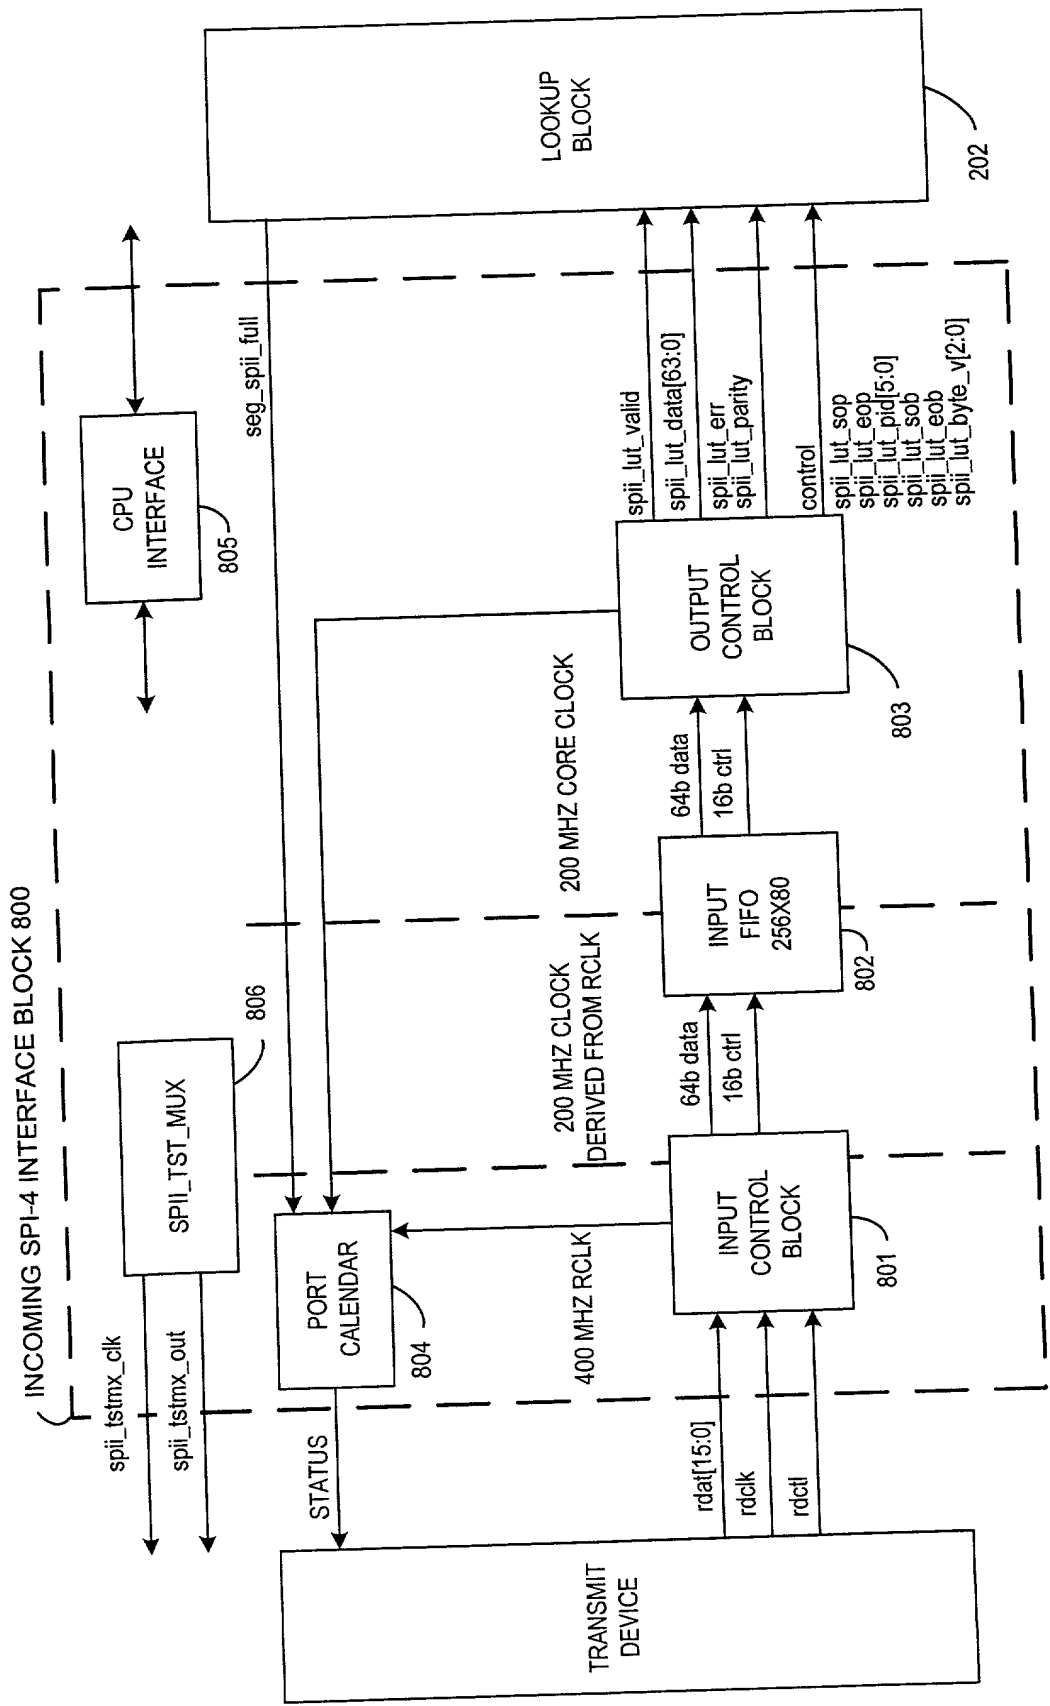 INCOMING SPI-4 INTERFACE BLOCK 800
spii_tstmx_clk
spii_tstmx_out
SPII_TST_MUX
806
CPU
INTERFACE
805
seg_spii_full
STATUS
PORT
CALENDAR
804
400 MHZ RCLK
200 MHZ CLOCK
DERIVED FROM RCLK
200 MHZ CORE CLOCK
TRANSMIT
DEVICE
rdat[15:0]
rdclk
rdctl
INPUT
CONTROL
BLOCK
801
64b data
16b ctrl
INPUT
FIFO
256X80
802
64b data
16b ctrl
OUTPUT
CONTROL
BLOCK
803
spii_lut_valid
spii_lut_data[63:0]
spii_lut_err
spii_lut_parity
control
spii_lut_sop
spii_lut_eop
spii_lut_pid[5:0]
spii_lut_sob
spii_lut_eob
spii_lut_byte_v[2:0]
LOOKUP
BLOCK
202